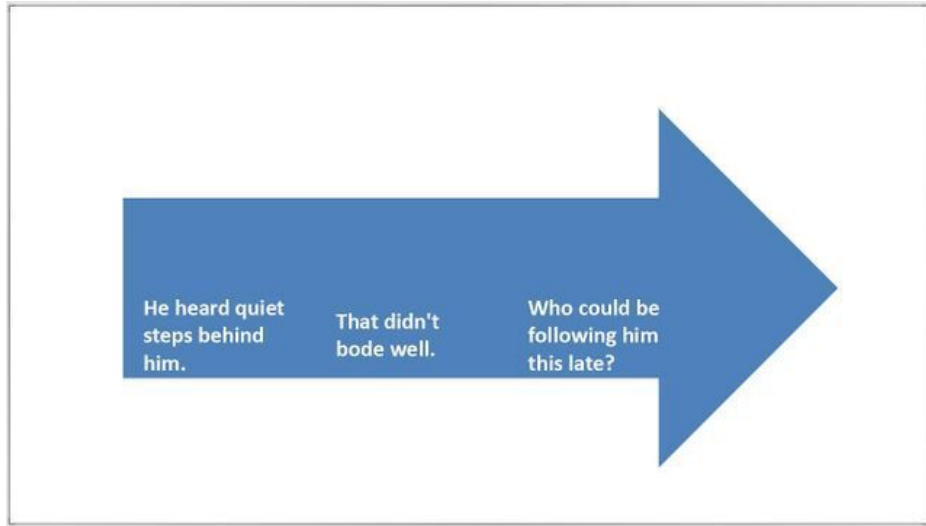 He heard quiet
steps behind
him.
That didn't
bode well.
Who could be
following him
this late?